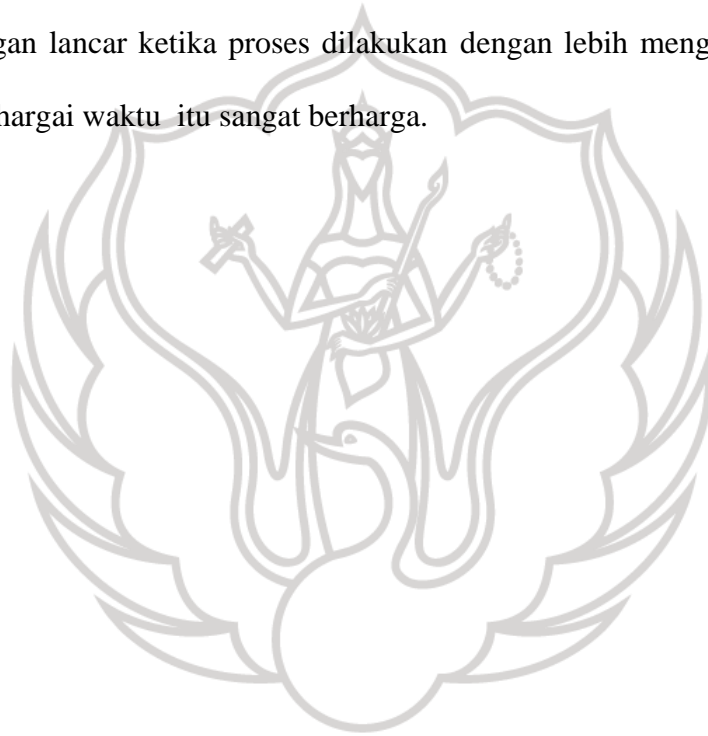 gan lancar ketika proses dilakukan dengan lebih meng
hargai waktu itu sangat berharga.